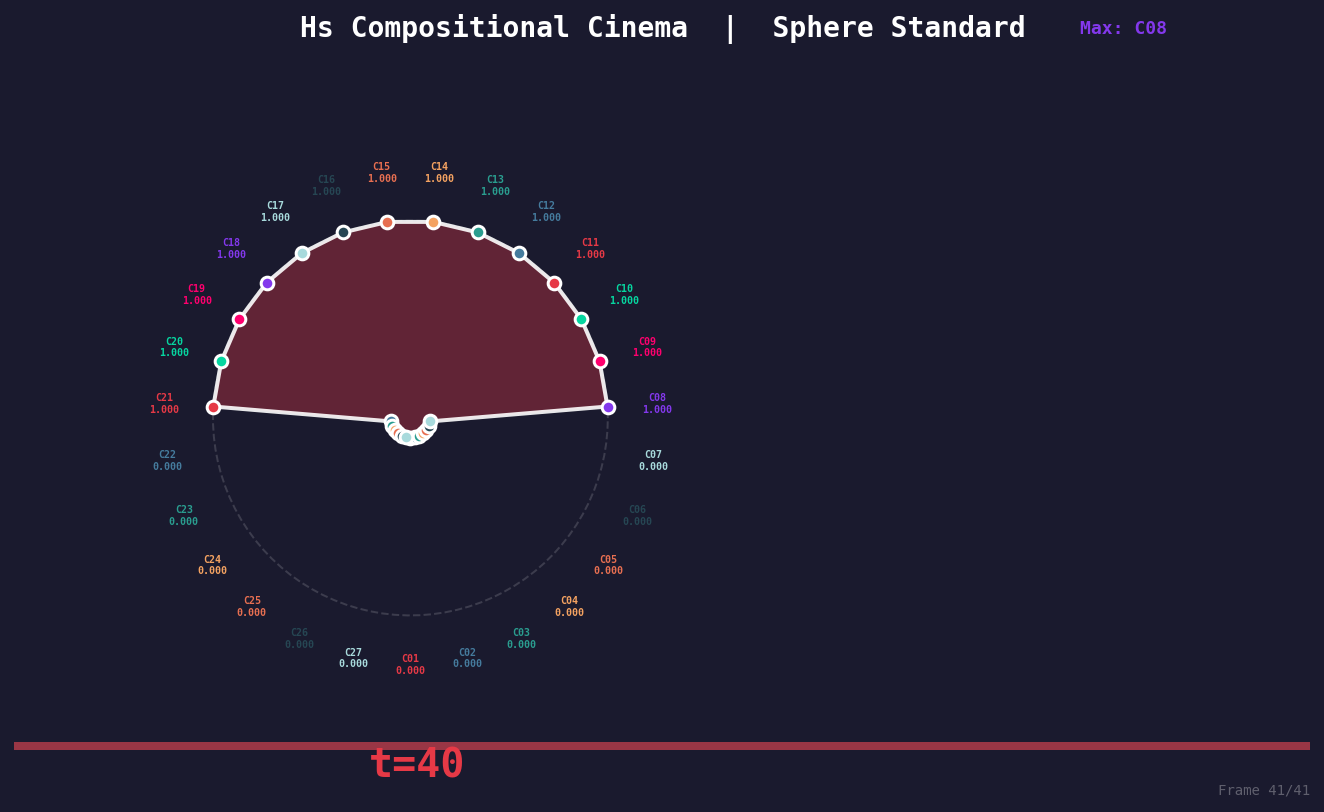 Hs Compositional Cinema | Sphere Standard
Max: C08
C15
1.000
C14
1.000
C16
1.000
C13
1.000
C17
1.000
C12
1.000
C18
1.000
C11
1.000
C19
1.000
C10
1.000
C20
1.000
C09
1.000
C21
1.000
C08
1.000
C22
0.000
C07
0.000
C23
0.000
C06
0.000
C24
0.000
C05
0.000
C25
0.000
C04
0.000
C26
0.000
C03
0.000
C27
0.000
C01
0.000
C02
0.000
t=40
Frame 41/41